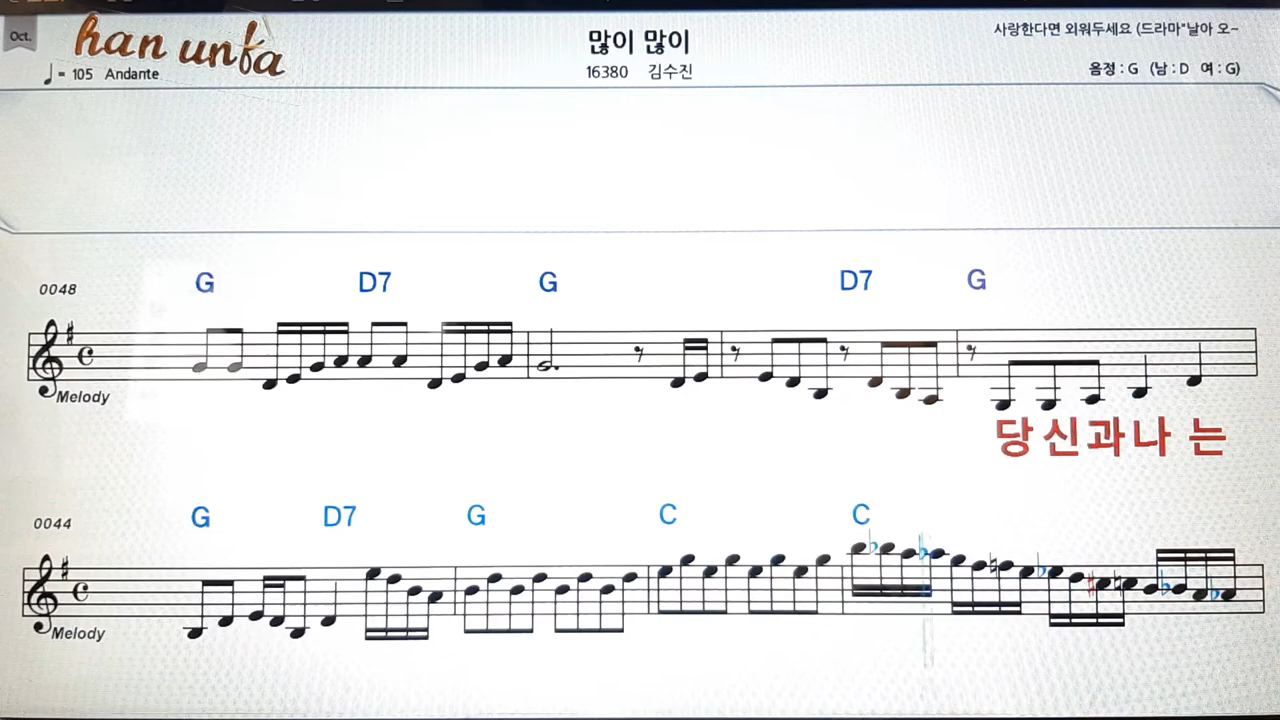 Oct.
han unfa
많이 많이
사랑한다면 외워두세요 (드라마"날아 오~
♩= 105 Andante
16380 김수진
음정 : G (남 : D 여 : G)
G D7 G D7 G
0048
Melody
당 신 과 나 는
G D7 G C C
0044
Melody